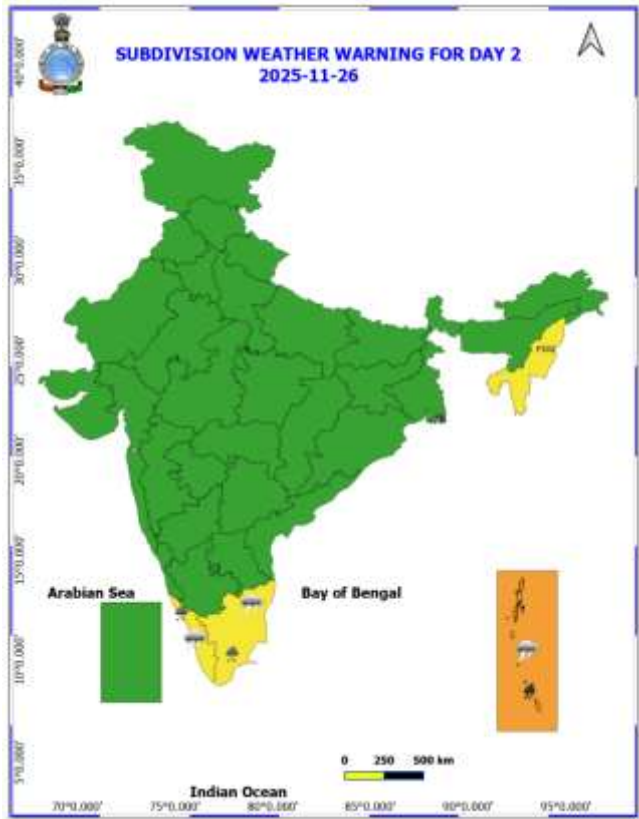 SUBDIVISION WEATHER WARNING FOR DAY 2
2025-11-26
40°0.000'
35°0.000'
30°0.000'
25°0.000'
20°0.000'
15°0.000'
10°0.000'
5°0.000'
Arabian Sea
Bay of Bengal
0 250 500 km
Indian Ocean
70°0.000' 75°0.000' 80°0.000' 85°0.000' 90°0.000' 95°0.000'